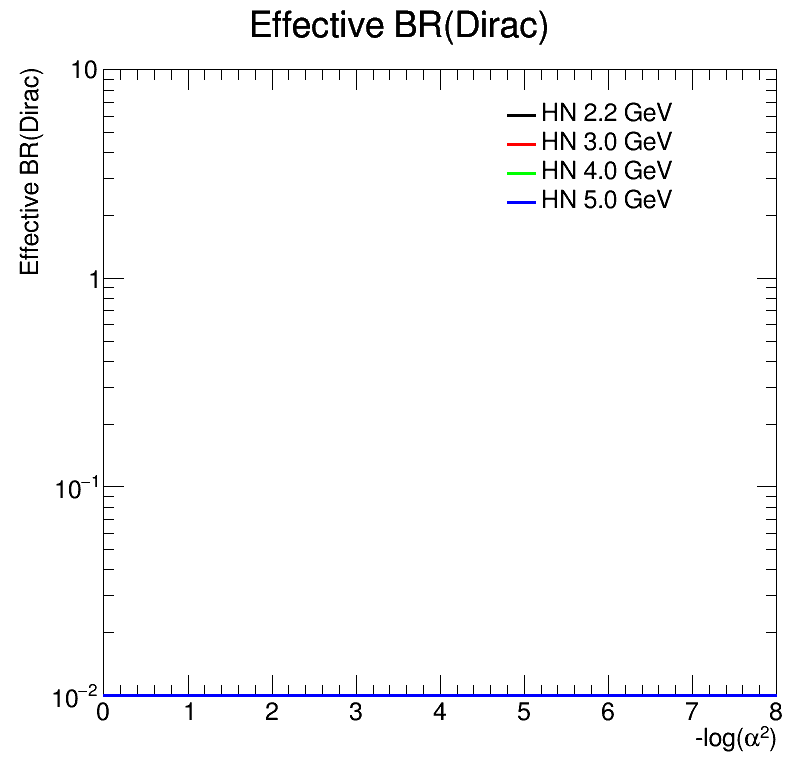 Effective BR(Dirac)
Effective BR(Dirac)
10
1
10⁻¹
10⁻²
HN 2.2 GeV
HN 3.0 GeV
HN 4.0 GeV
HN 5.0 GeV
0 1 2 3 4 5 6 7 8
-log(α²)